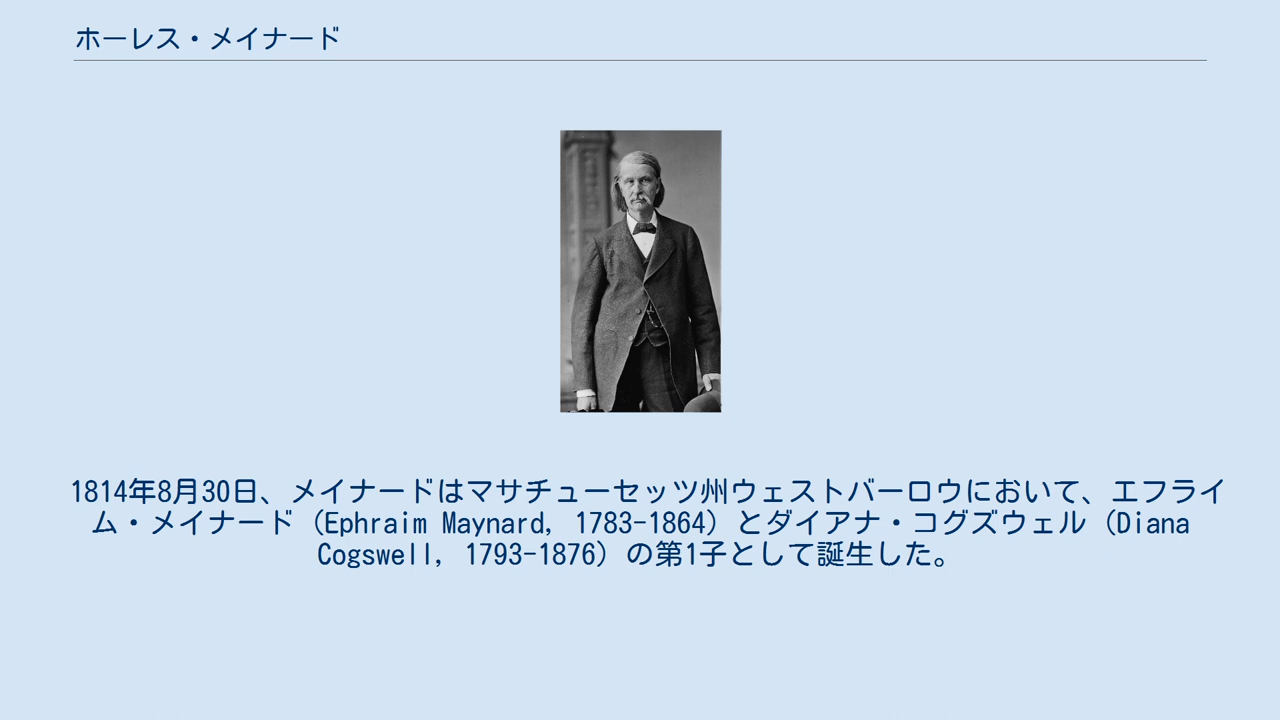 ホーレス・メイナード
1814年8月30日、メイナードはマサチューセッツ州ウェストバーロウにおいて、エフライ
ム・メイナード（Ephraim Maynard, 1783-1864）とダイアナ・コグズウェル（Diana
Cogswell, 1793-1876）の第1子として誕生した。